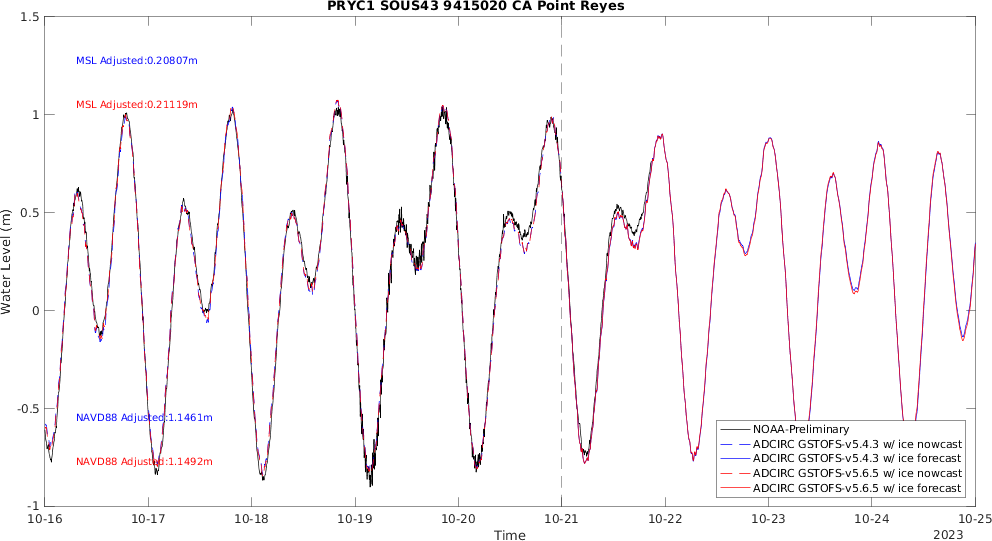 PRYC1 SOUS43 9415020 CA Point Reyes
1.5
1
0.5
0
-0.5
-1
Water Level (m)
MSL Adjusted:0.20807m
MSL Adjusted:0.21119m
NAVD88 Adjusted:1.1461m
NAVD88 Adjusted:1.1492m
NOAA-Preliminary
ADCIRC GSTOFS-v5.4.3 w/ ice nowcast
ADCIRC GSTOFS-v5.4.3 w/ ice forecast
ADCIRC GSTOFS-v5.6.5 w/ ice nowcast
ADCIRC GSTOFS-v5.6.5 w/ ice forecast
10-16 10-17 10-18 10-19 10-20 10-21 10-22 10-23 10-24 10-25
Time
2023